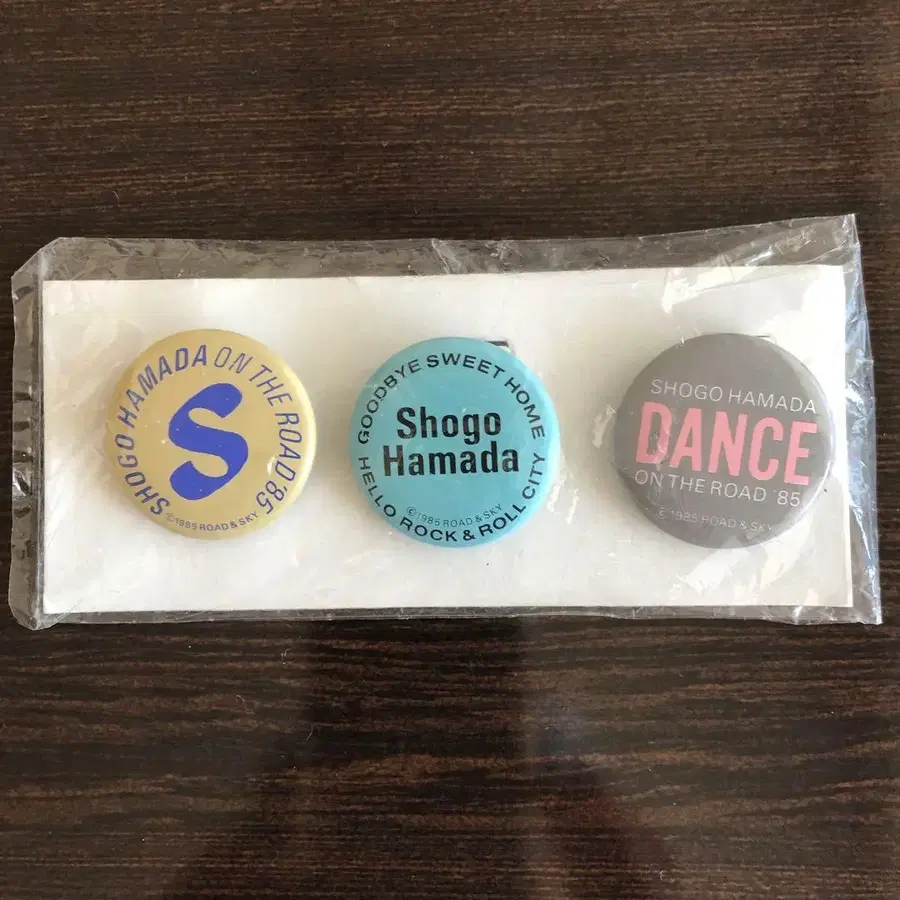 SHOGO HAMADA ON THE ROAD '85
S
©1985 ROAD & SKY
GOODBYE SWEET HOME
Shogo
Hamada
©1985 ROAD & SKY
HELLO ROCK & ROLL CITY
SHOGO HAMADA
DANCE
ON THE ROAD '85
©1985 ROAD & SKY